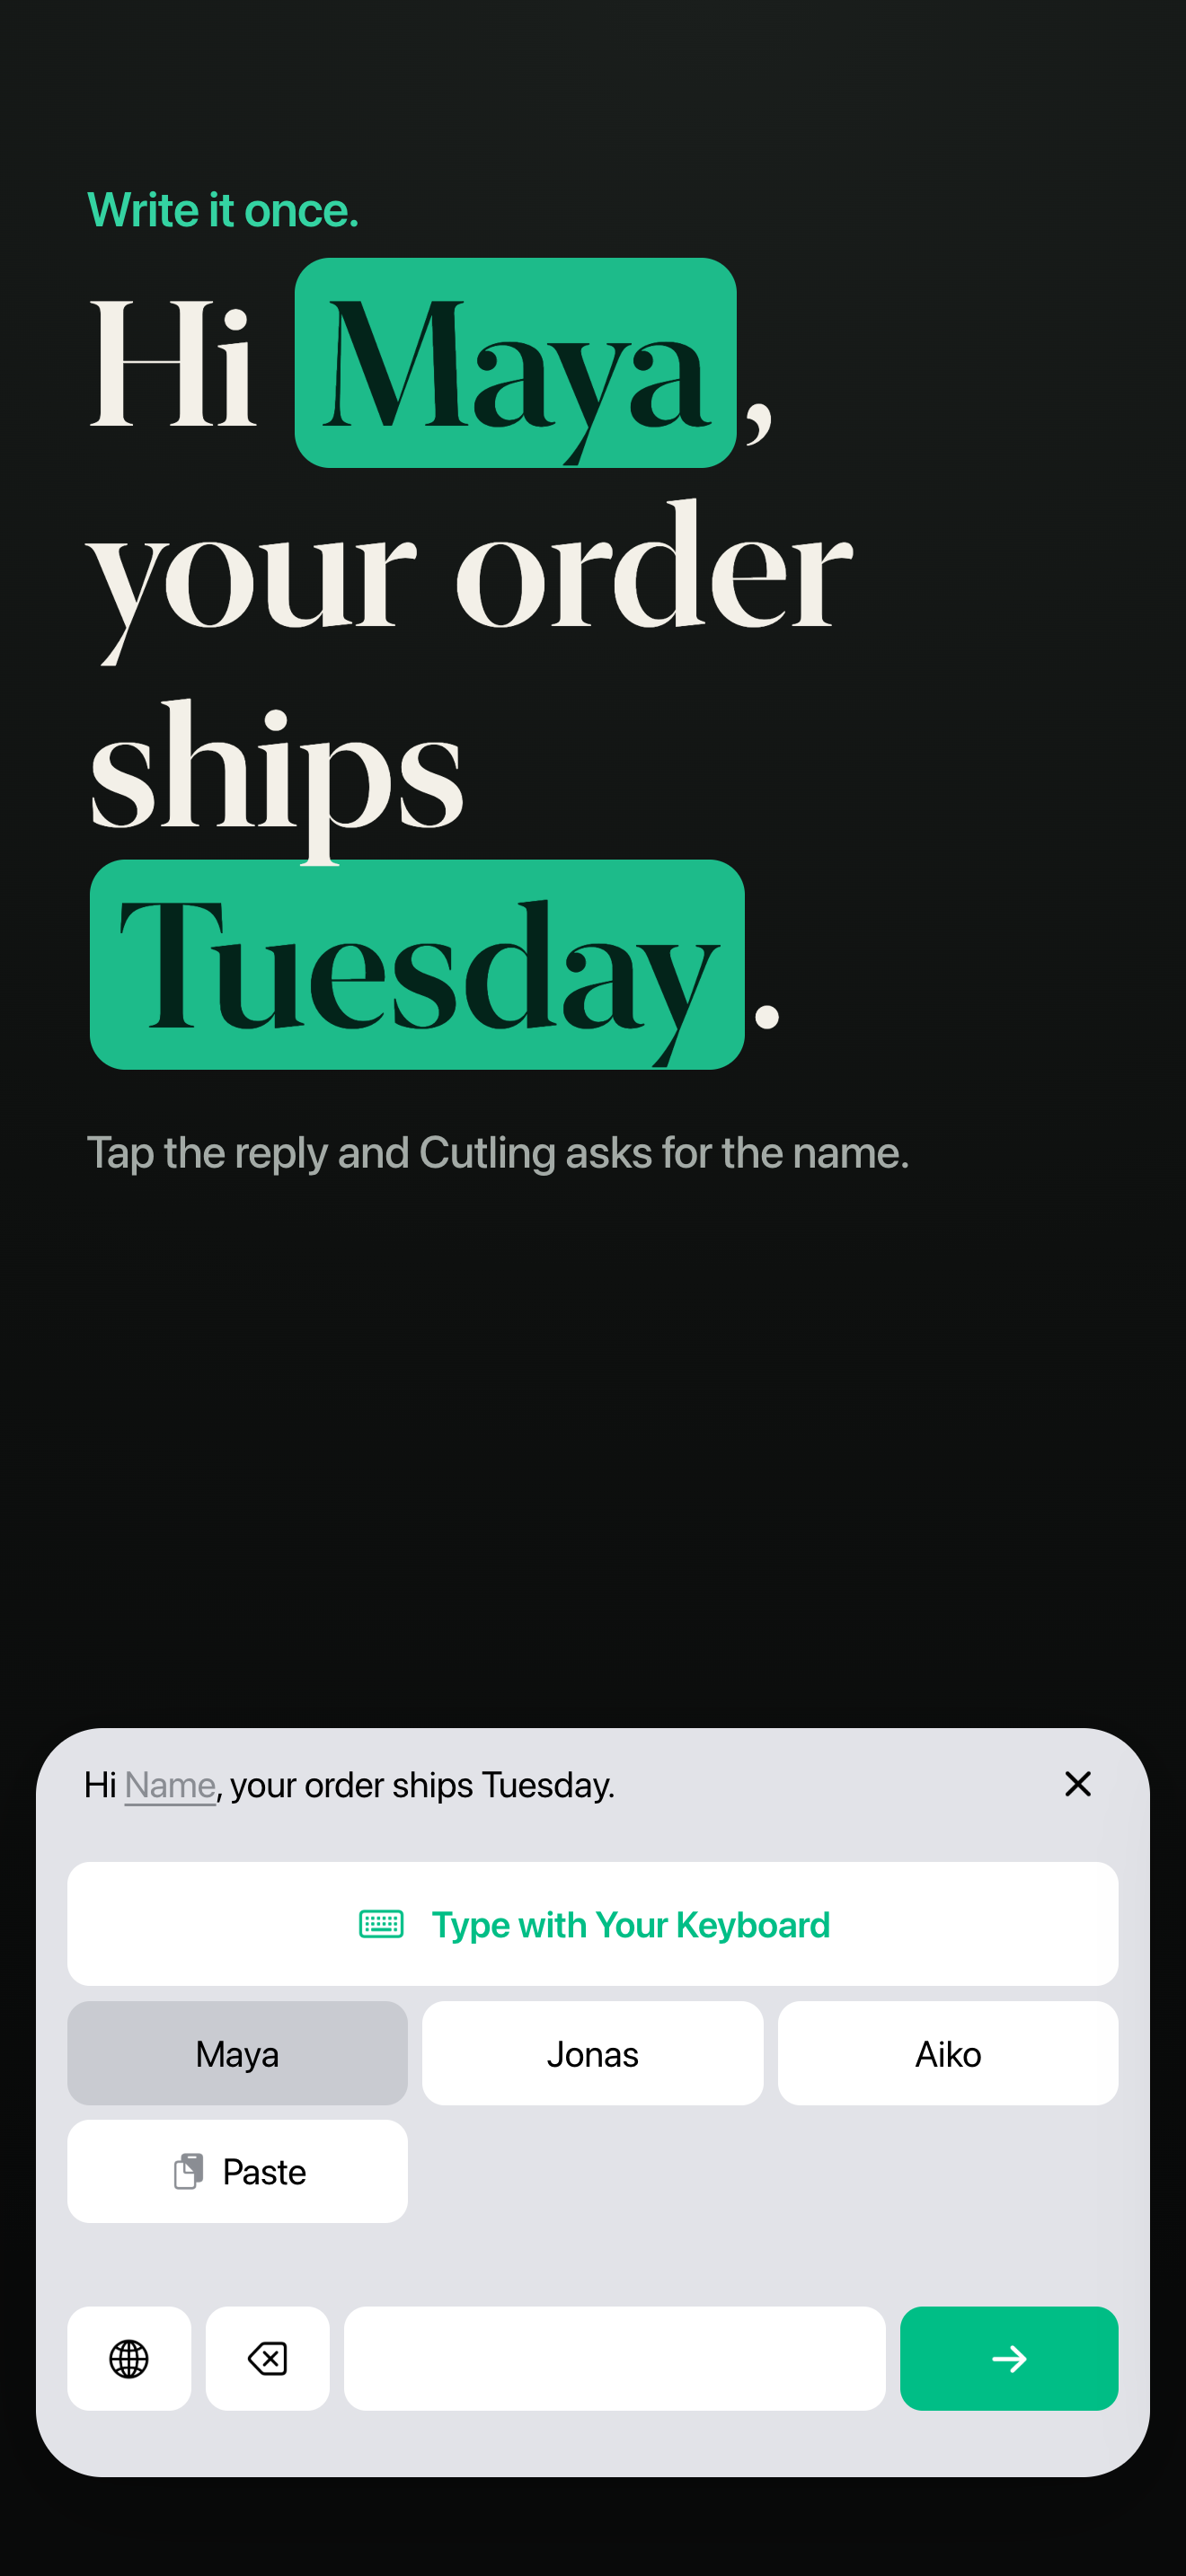 Write it once.
Hi Maya,
your order
ships
Tuesday.
Tap the reply and Cutling asks for the name.
Hi Name, your order ships Tuesday.
Type with Your Keyboard
Maya
Jonas
Aiko
Paste